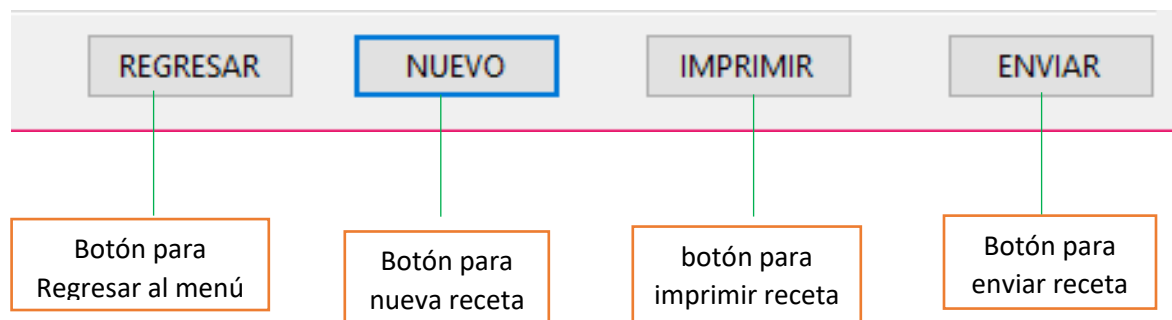 REGRESAR
NUEVO
IMPRIMIR
ENVIAR
Botón para
Regresar al menú
Botón para
nueva receta
botón para
imprimir receta
Botón para
enviar receta